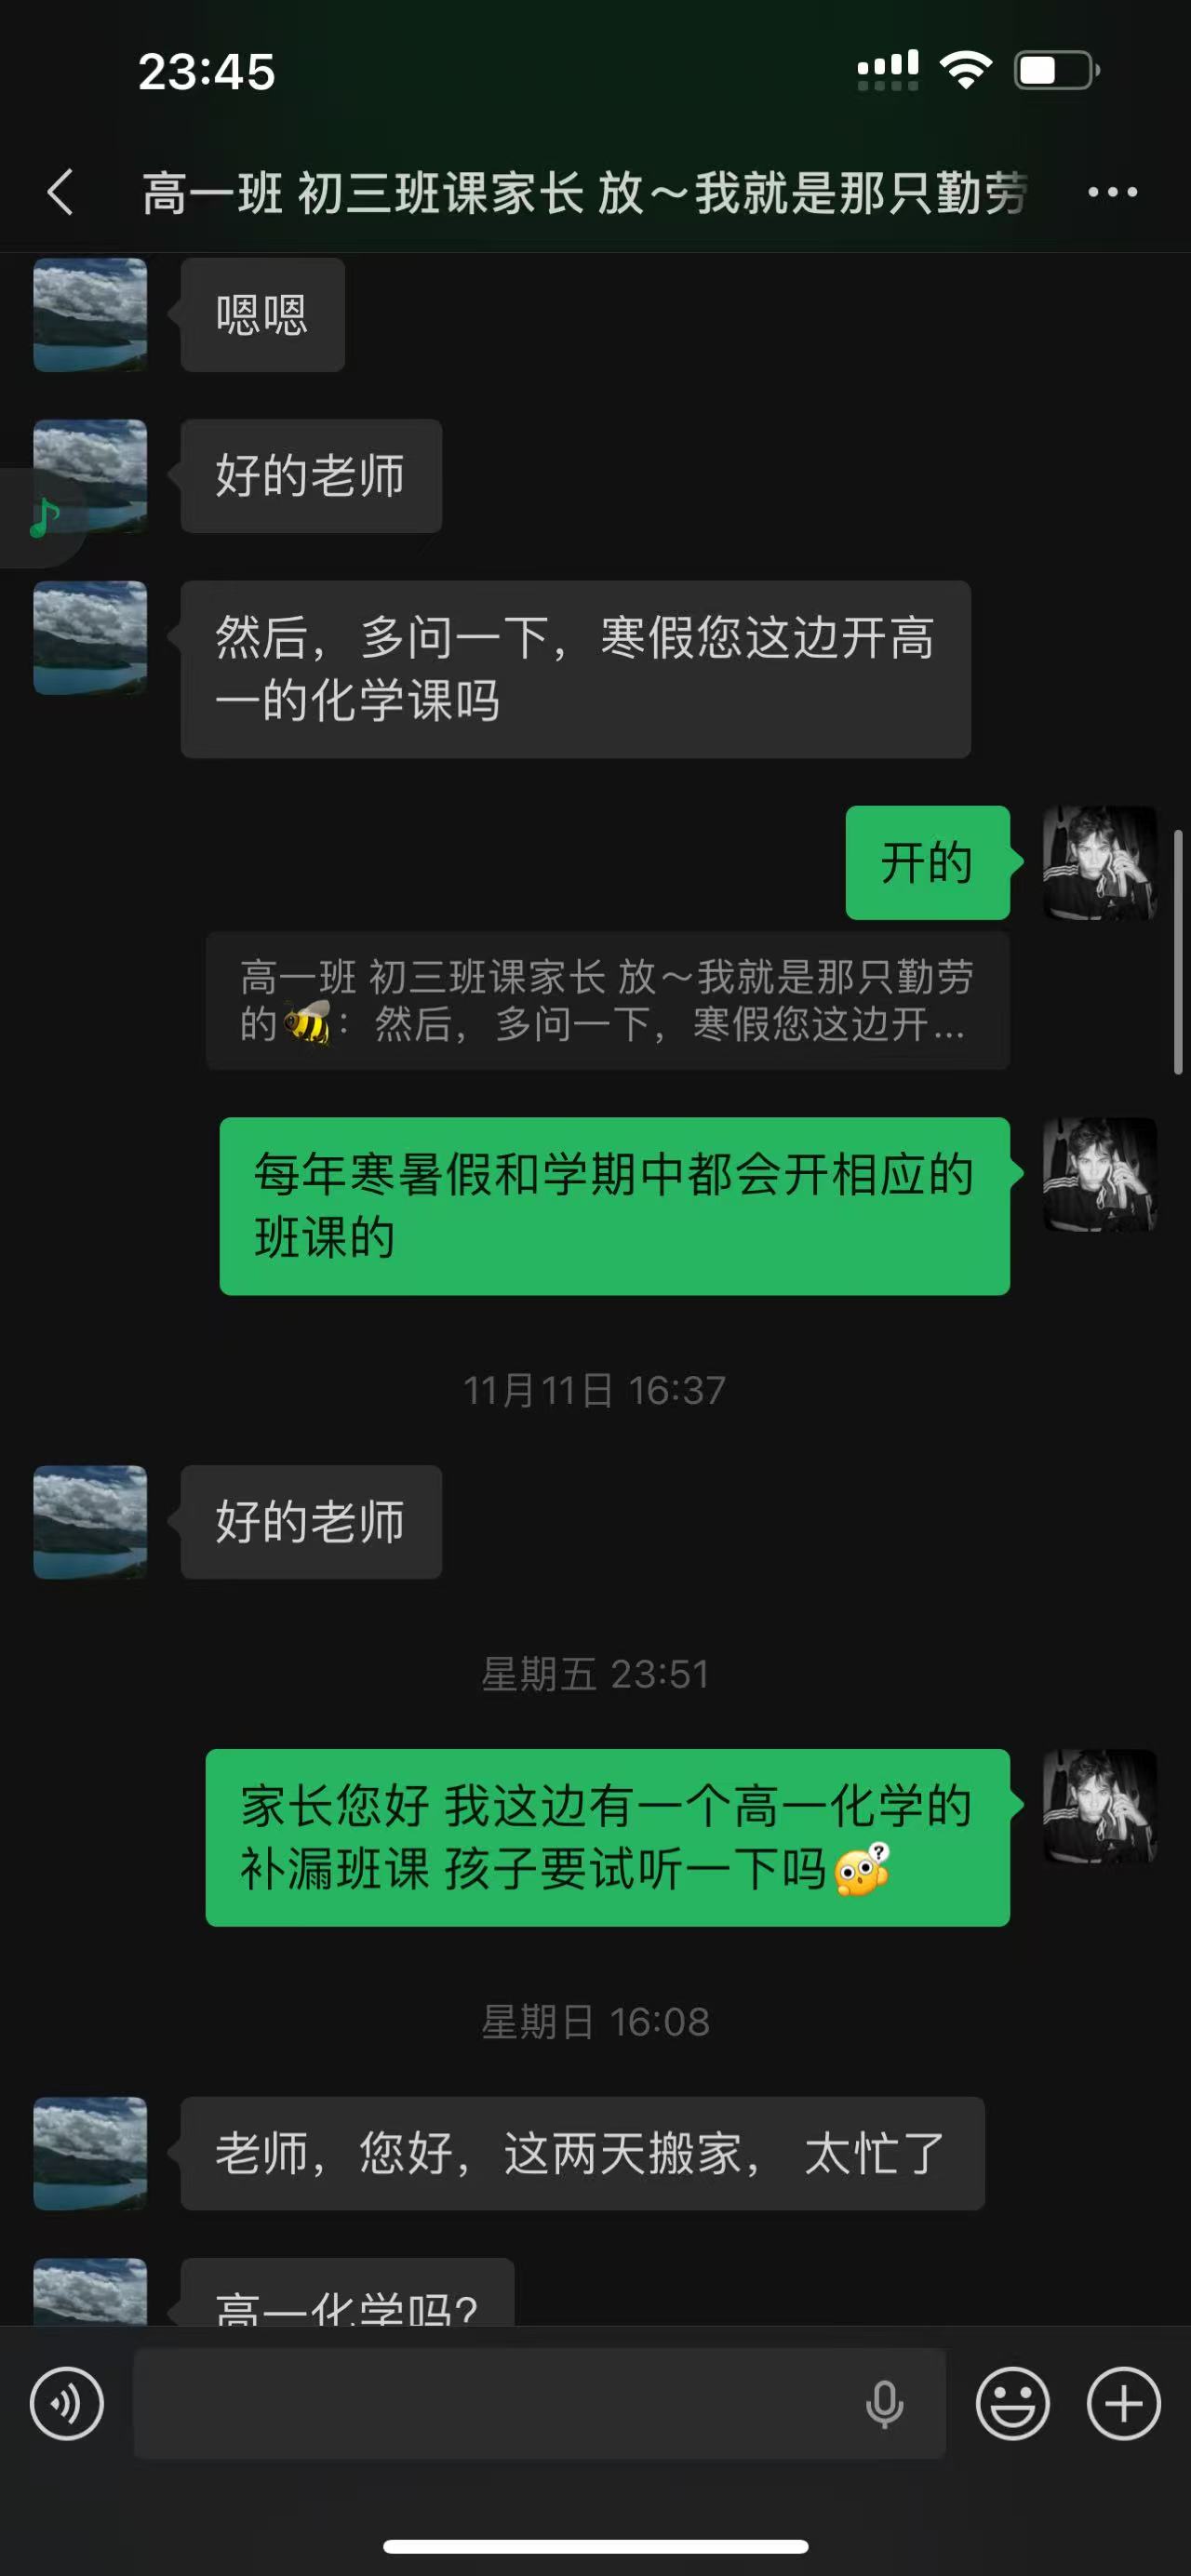 23:45
高一班 初三班课家长 放～我就是那只勤劳
嗯嗯
好的老师
然后，多问一下，寒假您这边开高
一的化学课吗
开的
高一班 初三班课家长 放～我就是那只勤劳
的🐝：然后，多问一下，寒假您这边开...
每年寒暑假和学期中都会开相应的
班课的
11月11日 16:37
好的老师
星期五 23:51
家长您好 我这边有一个高一化学的
补漏班课 孩子要试听一下吗
星期日 16:08
老师，您好，这两天搬家， 太忙了
高一化学吗?